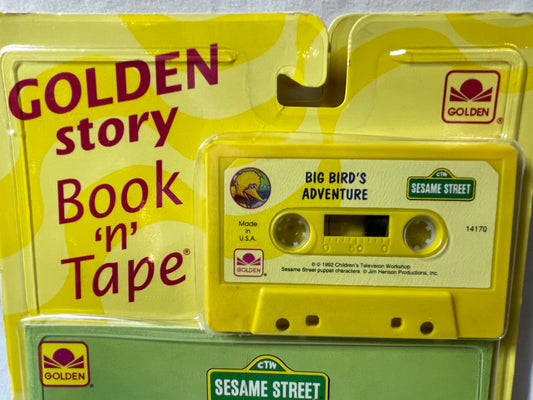 GOLDEN
story
Book
'n'
Tape®
GOLDEN®
BIG BIRD'S
ADVENTURE
CTW
SESAME STREET
Made
in
U.S.A.
14170
GOLDEN
© © 1992 Children's Television Workshop
Sesame Street puppet characters © Jim Henson Productions, Inc.
GOLDEN®
CTW
SESAME STREET